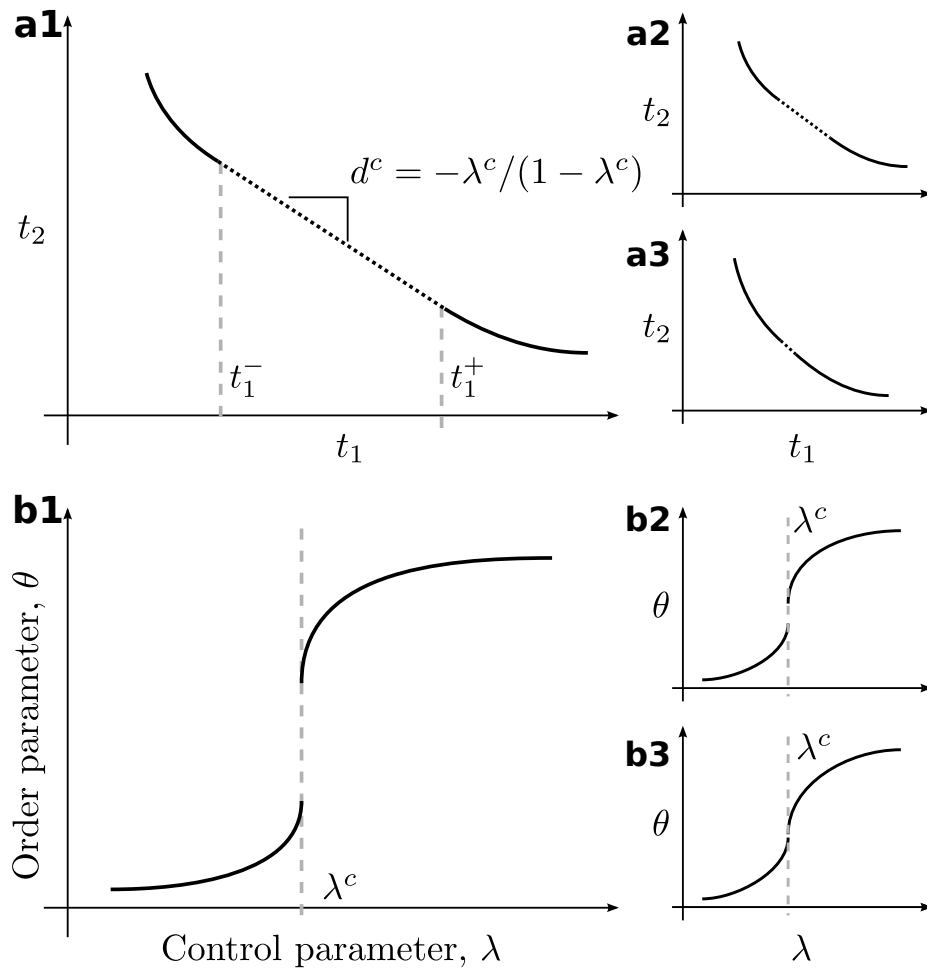 a1
t₂
dᶜ = −λᶜ/(1 − λᶜ)
t₁⁻
t₁⁺
t₁
a2
t₂
a3
t₂
t₁
b1
Order parameter, θ
λᶜ
Control parameter, λ
b2
λᶜ
θ
b3
λᶜ
θ
λ